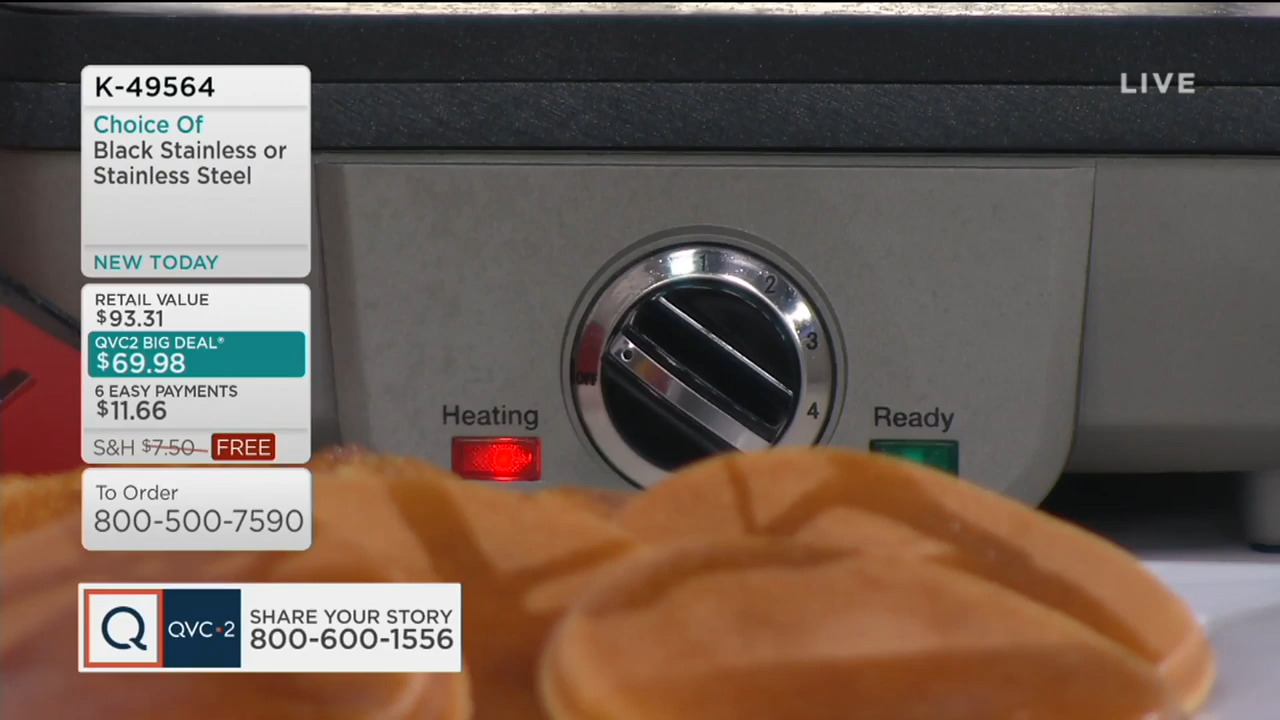 K-49564
Choice Of
Black Stainless or
Stainless Steel
NEW TODAY
RETAIL VALUE
$93.31
QVC2 BIG DEAL®
$69.98
6 EASY PAYMENTS
$11.66
S&H $7.50 FREE
To Order
800-500-7590
Q QVC•2
SHARE YOUR STORY
800-600-1556
LIVE
1
2
3
4
OFF
Heating
Ready